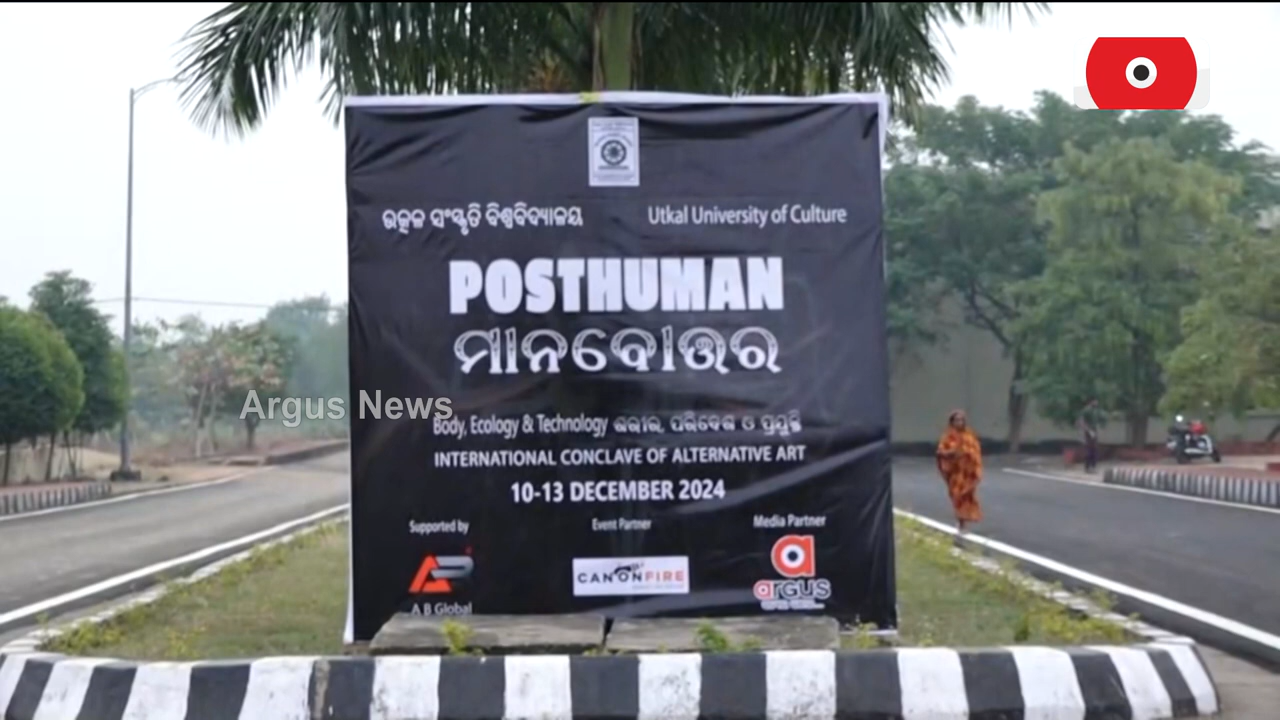 ଉତ୍କଳ ସଂସ୍କୃତି ବିଶ୍ୱବିଦ୍ୟାଳୟ Utkal University of Culture
POSTHUMAN
ମାନବୋତ୍ତର
Argus News
Body, Ecology & Technology ଶରୀର, ପରିବେଶ ଓ ପ୍ରଯୁକ୍ତି
INTERNATIONAL CONCLAVE OF ALTERNATIVE ART
10-13 DECEMBER 2024
Supported by Event Partner Media Partner
CANONFIRE
argus
A B Global